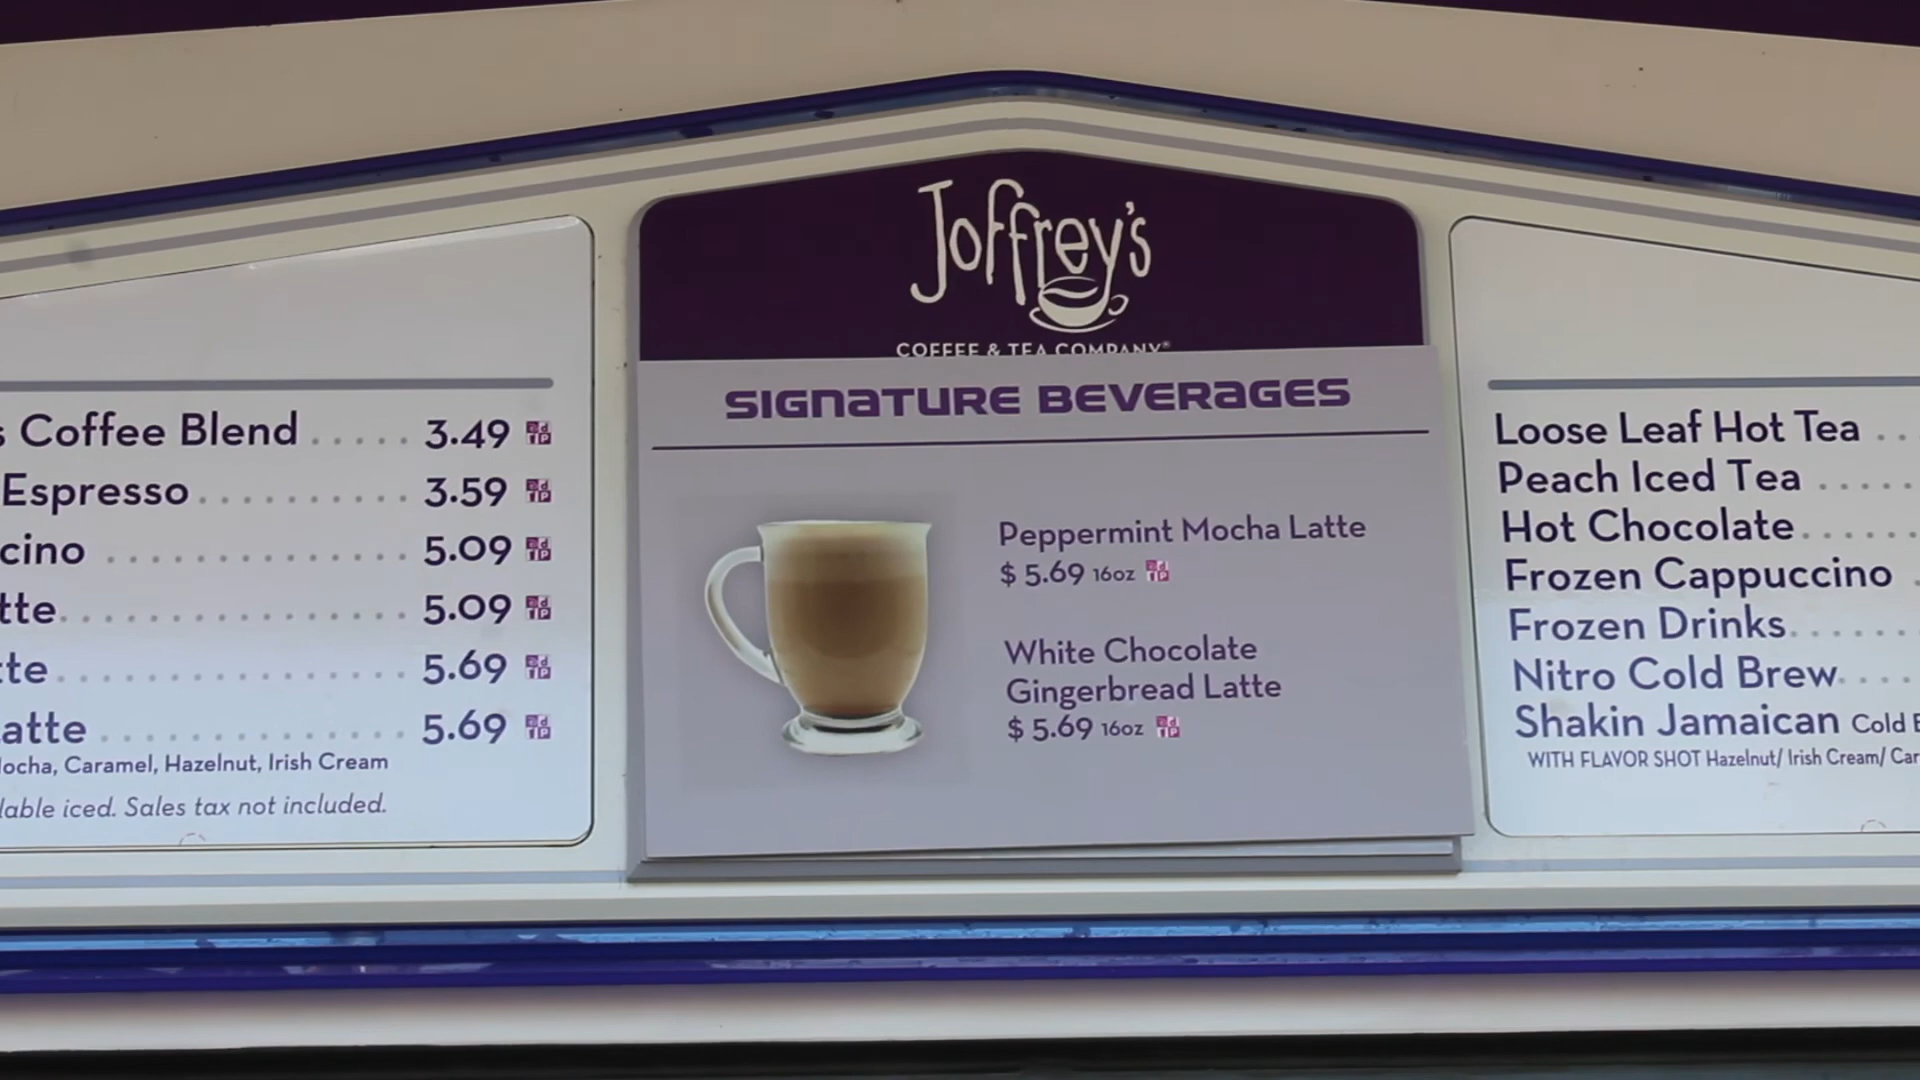 Joffrey's
COFFEE & TEA COMPANY®
Coffee Blend ..... 3.49
Espresso .......... 3.59
cino .............. 5.09
tte ............... 5.09
te ................ 5.69
atte .............. 5.69
ocha, Caramel, Hazelnut, Irish Cream
lable iced. Sales tax not included.
SIGNATURE BEVERAGES
Peppermint Mocha Latte
$ 5.69 16oz
White Chocolate
Gingerbread Latte
$ 5.69 16oz
Loose Leaf Hot Tea ..
Peach Iced Tea .....
Hot Chocolate ......
Frozen Cappuccino .
Frozen Drinks ......
Nitro Cold Brew ....
Shakin Jamaican Cold
WITH FLAVOR SHOT Hazelnut/ Irish Cream/ Car